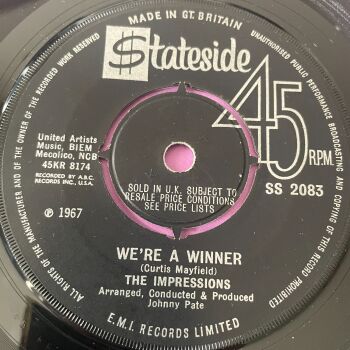 MADE IN GT. BRITAIN
Stateside
45 RPM.
United Artists
Music, BIEM
Mecolico, NCB
45KR 8174
RECORDED BY A.B.C.
RECORDS INC., U.S.A.
SOLD IN U.K. SUBJECT TO
RESALE PRICE CONDITIONS
SEE PRICE LISTS
SS 2083
℗ 1967
WE'RE A WINNER
(Curtis Mayfield)
THE IMPRESSIONS
Arranged, Conducted & Produced
Johnny Pate
E.M.I. RECORDS LIMITED
ALL RIGHTS OF THE MANUFACTURER AND OF THE OWNER OF THE RECORDED WORK RESERVED
UNAUTHORISED PUBLIC PERFORMANCE BROADCASTING AND COPYING OF THIS RECORD PROHIBITED